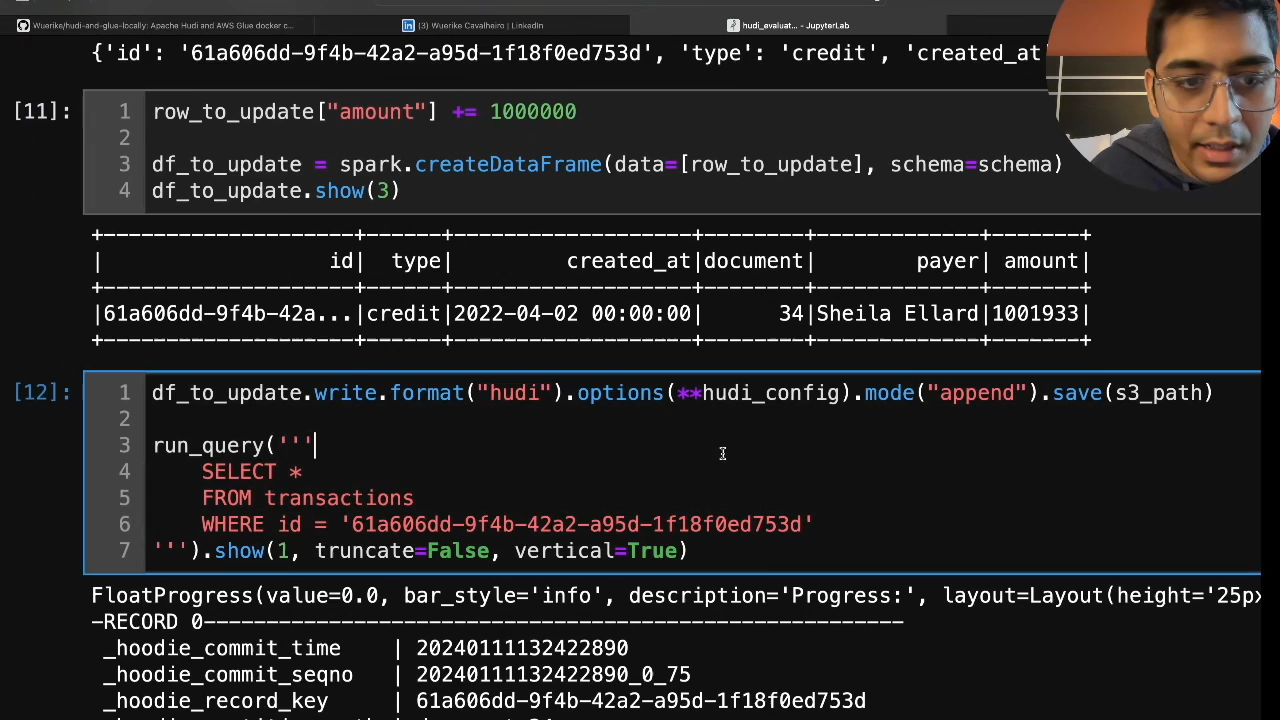 Wuerike/hudi-and-glue-locally: Apache Hudi and AWS Glue docker c...
(3) Wuerike Cavalheiro | LinkedIn
hudi_evaluat... - JupyterLab
{'id': '61a606dd-9f4b-42a2-a95d-1f18f0ed753d', 'type': 'credit', 'created_at'
[11]:
1 row_to_update["amount"] += 1000000
2
3 df_to_update = spark.createDataFrame(data=[row_to_update], schema=schema)
4 df_to_update.show(3)
+--------------------+------+-------------------+--------+-------------+-------+
| id| type| created_at|document| payer| amount|
+--------------------+------+-------------------+--------+-------------+-------+
|61a606dd-9f4b-42a...|credit|2022-04-02 00:00:00| 34|Sheila Ellard|1001933|
+--------------------+------+-------------------+--------+-------------+-------+
[12]:
1 df_to_update.write.format("hudi").options(**hudi_config).mode("append").save(s3_path)
2
3 run_query('''
4 SELECT *
5 FROM transactions
6 WHERE id = '61a606dd-9f4b-42a2-a95d-1f18f0ed753d'
7 ''').show(1, truncate=False, vertical=True)
FloatProgress(value=0.0, bar_style='info', description='Progress:', layout=Layout(height='25px
-RECORD 0------------------------------------------------------
_hoodie_commit_time | 20240111132422890
_hoodie_commit_seqno | 20240111132422890_0_75
_hoodie_record_key | 61a606dd-9f4b-42a2-a95d-1f18f0ed753d